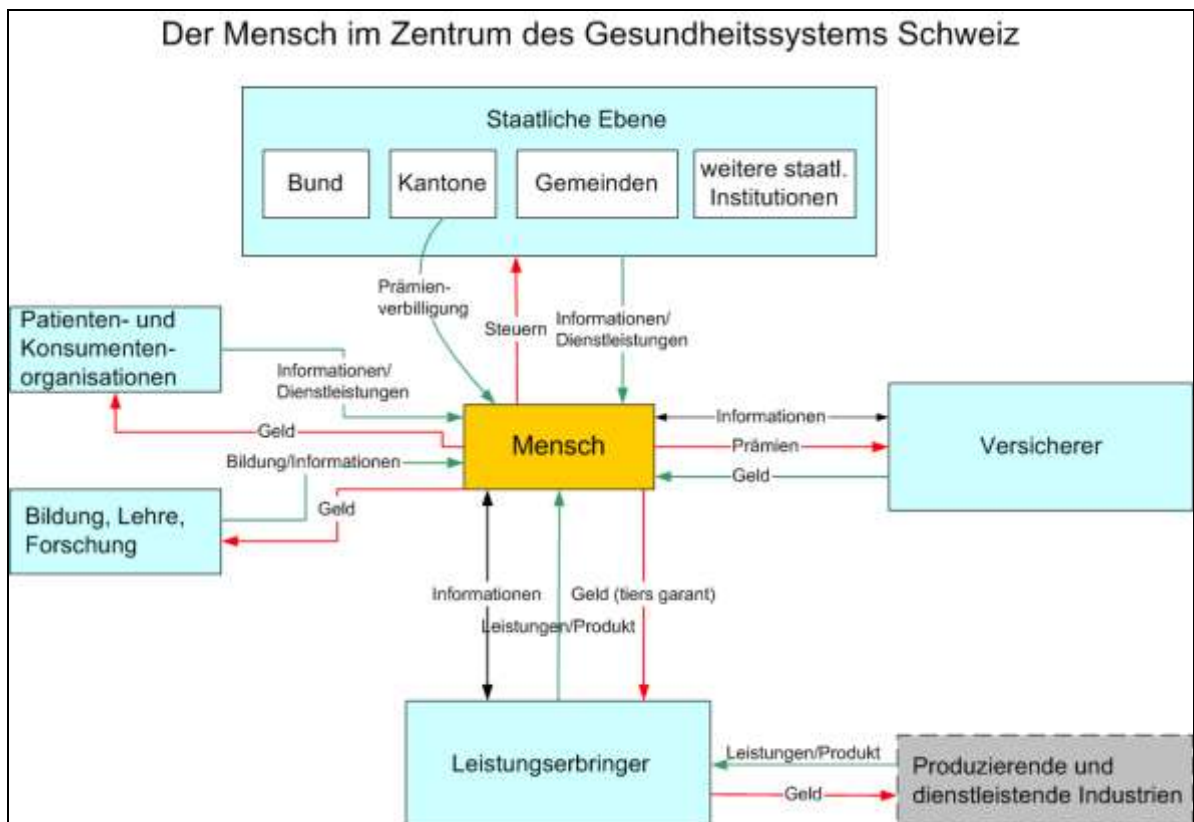 Der Mensch im Zentrum des Gesundheitssystems Schweiz
Staatliche Ebene
Bund
Kantone
Gemeinden
weitere staatl.
Institutionen
Prämien-
verbilligung
Steuern
Informationen/
Dienstleistungen
Patienten- und
Konsumenten-
organisationen
Informationen/
Dienstleistungen
Geld
Bildung/Informationen
Geld
Bildung, Lehre,
Forschung
Mensch
Informationen
Prämien
Geld
Versicherer
Informationen
Geld (tiers garant)
Leistungen/Produkt
Leistungserbringer
Leistungen/Produkt
Geld
Produzierende und
dienstleistende Industrien